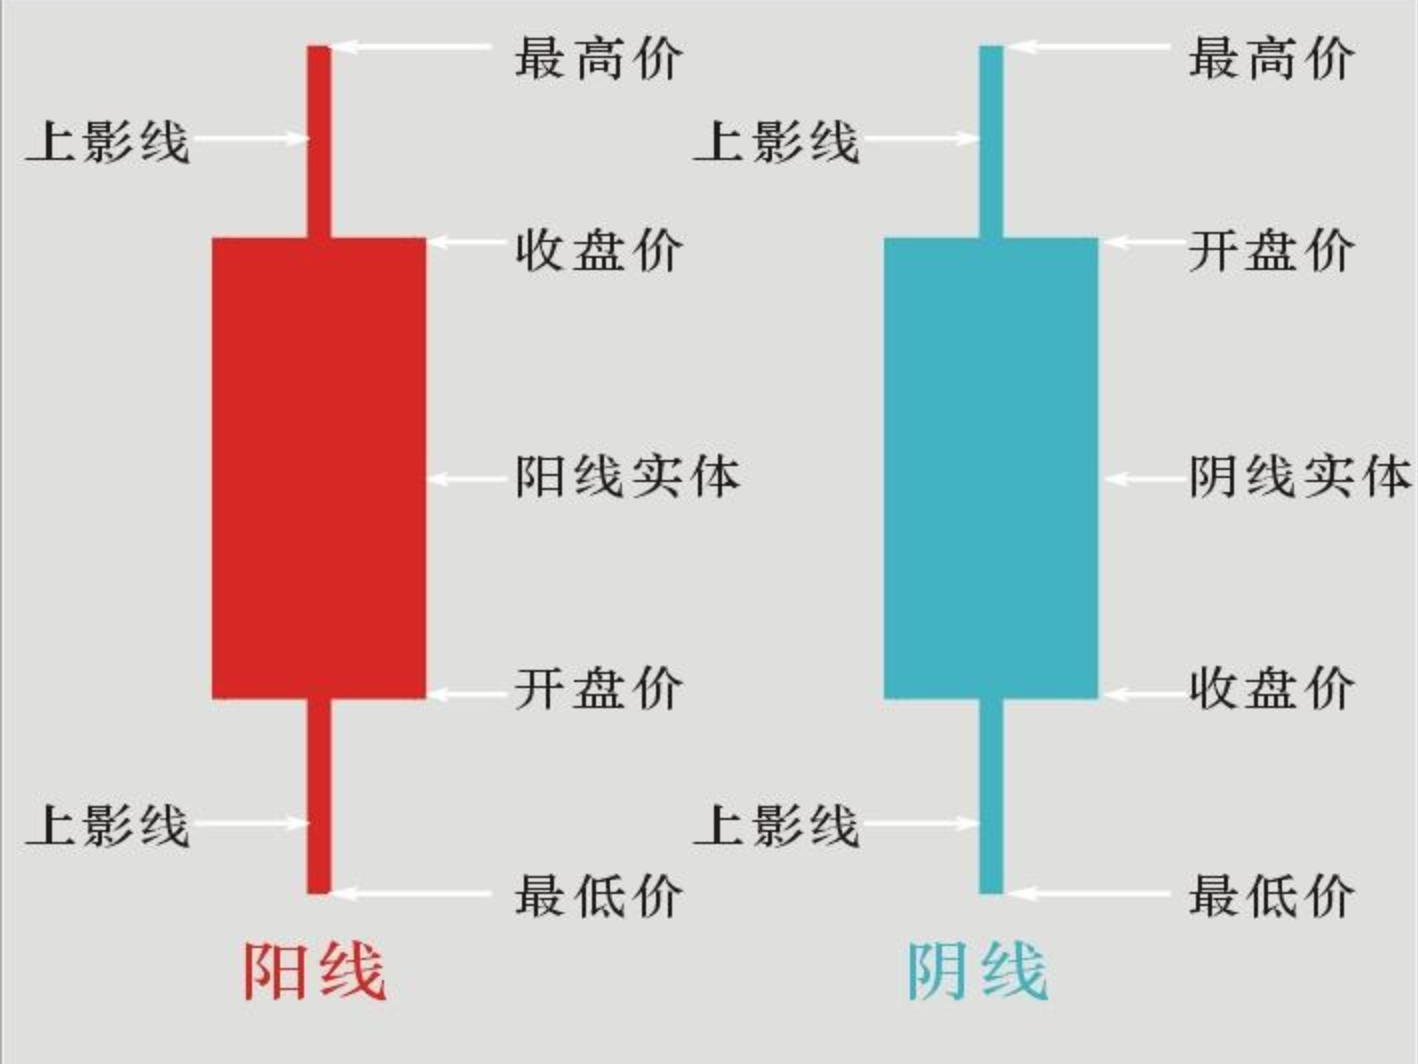 最高价
上影线
收盘价
阳线实体
开盘价
上影线
最低价
阳线
最高价
上影线
开盘价
阴线实体
收盘价
上影线
最低价
阴线